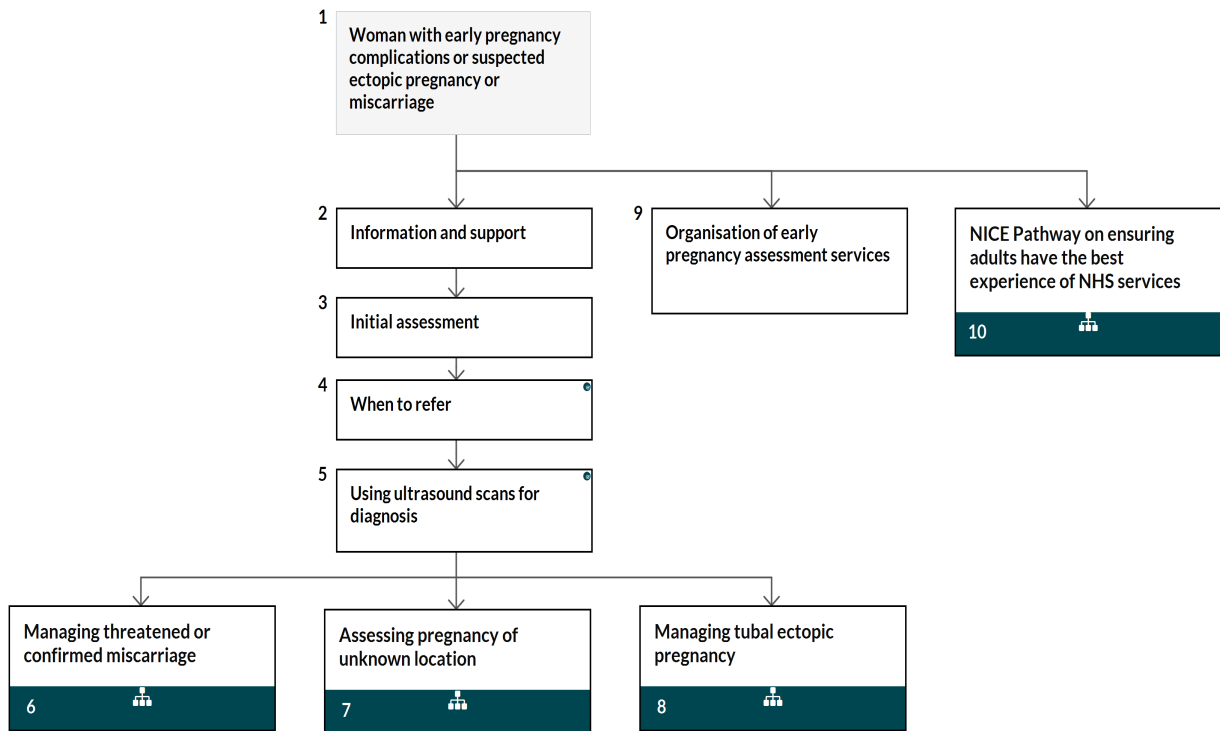 1
Woman with early pregnancy
complications or suspected
ectopic pregnancy or
miscarriage
2
Information and support
9
Organisation of early
pregnancy assessment services
NICE Pathway on ensuring
adults have the best
experience of NHS services
10
3
Initial assessment
4
When to refer
5
Using ultrasound scans for
diagnosis
Managing threatened or
confirmed miscarriage
6
Assessing pregnancy of
unknown location
7
Managing tubal ectopic
pregnancy
8